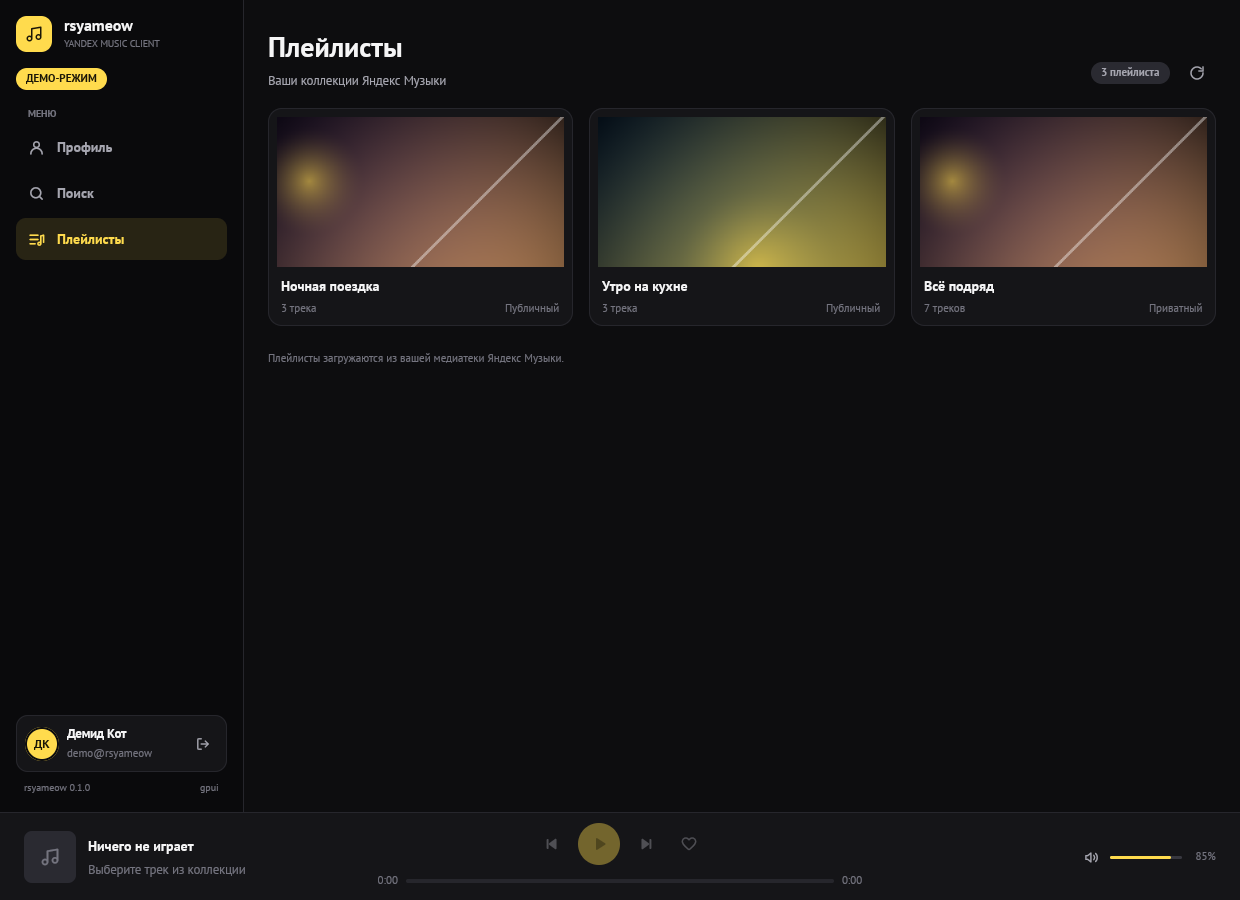 rsyameow
YANDEX MUSIC CLIENT
ДЕМО-РЕЖИМ
МЕНЮ
Профиль
Поиск
Плейлисты
Демид Кот
ДК
demo@rsyameow
rsyameow 0.1.0 gpui
Плейлисты
Ваши коллекции Яндекс Музыки
3 плейлиста
Ночная поездка
3 трека Публичный
Утро на кухне
3 трека Публичный
Всё подряд
7 треков Приватный
Плейлисты загружаются из вашей медиатеки Яндекс Музыки.
Ничего не играет
Выберите трек из коллекции
0:00 0:00
85%